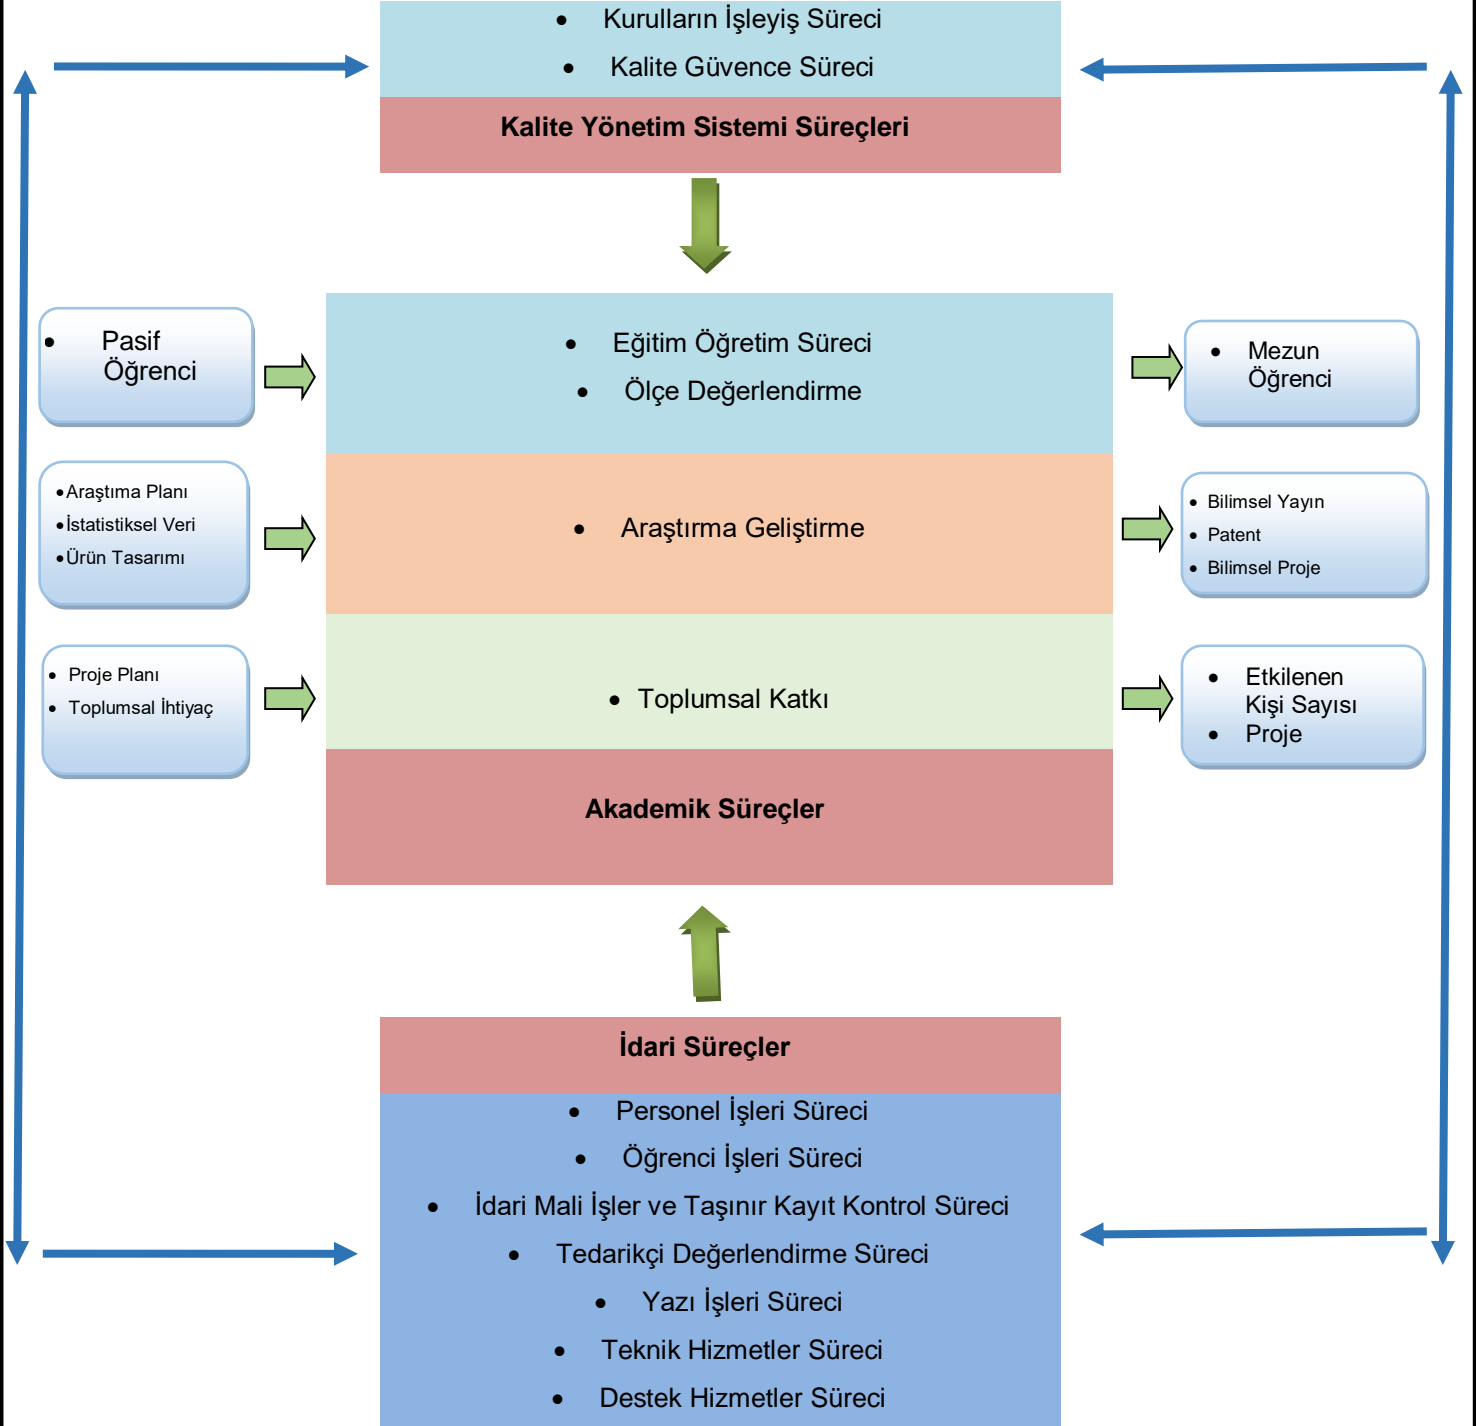 • Kurulların İşleyiş Süreci
• Kalite Güvence Süreci
Kalite Yönetim Sistemi Süreçleri
• Pasif
Öğrenci
• Eğitim Öğretim Süreci
• Ölçe Değerlendirme
• Mezun
Öğrenci
• Araştıma Planı
• İstatistiksel Veri
• Ürün Tasarımı
• Araştırma Geliştirme
• Bilimsel Yayın
• Patent
• Bilimsel Proje
• Proje Planı
• Toplumsal İhtiyaç
• Toplumsal Katkı
• Etkilenen
Kişi Sayısı
• Proje
Akademik Süreçler
İdari Süreçler
• Personel İşleri Süreci
• Öğrenci İşleri Süreci
• İdari Mali İşler ve Taşınır Kayıt Kontrol Süreci
• Tedarikçi Değerlendirme Süreci
• Yazı İşleri Süreci
• Teknik Hizmetler Süreci
• Destek Hizmetler Süreci